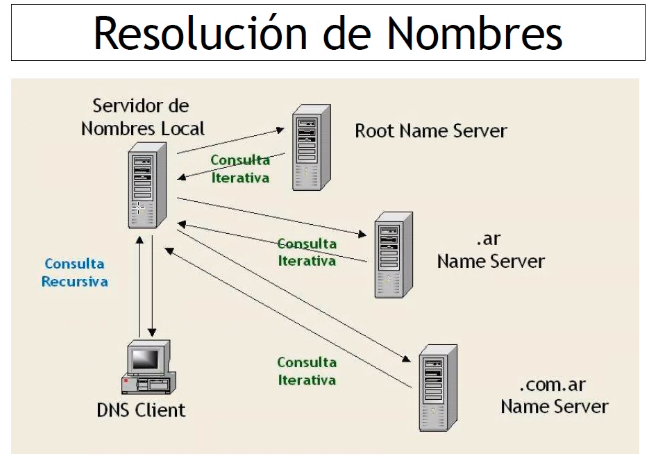 Resolución de Nombres
Servidor de
Nombres Local
Root Name Server
Consulta
Iterativa
.ar
Name Server
Consulta
Iterativa
Consulta
Recursiva
Consulta
Iterativa
.com.ar
Name Server
DNS Client